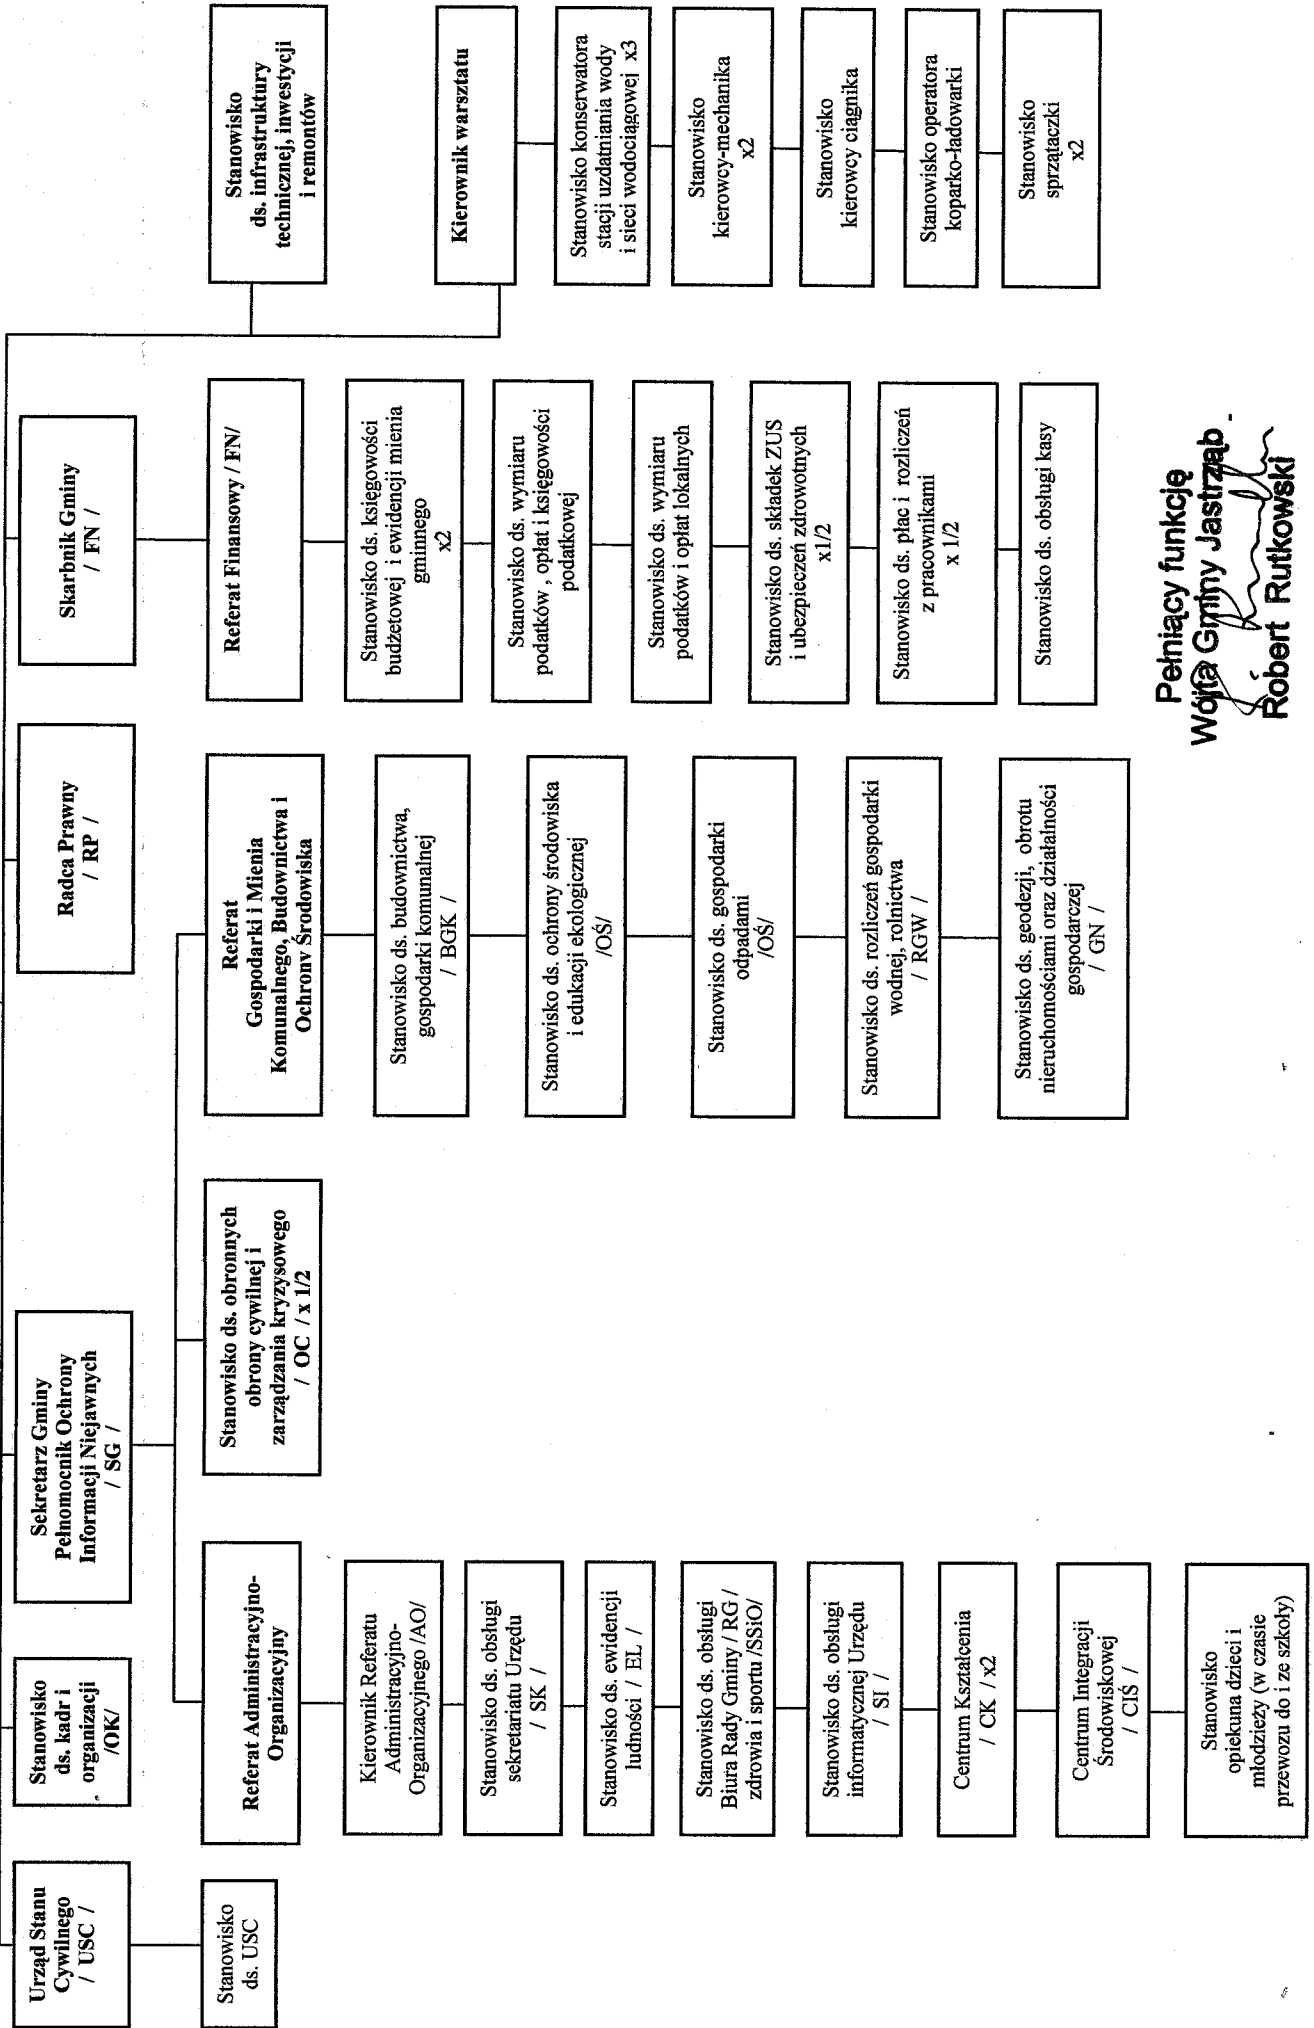 Urząd Stanu
Cywilnego
/ USC /
Stanowisko
ds. USC
Stanowisko
ds. kadr i
organizacji
/OK/
Sekretarz Gminy
Pełnomocnik Ochrony
Informacji Niejawnych
/ SG /
Radca Prawny
/ RP /
Skarbnik Gminy
/ FN /
Referat Administracyjno-
Organizacyjny
Kierownik Referatu
Administracyjno-
Organizacyjnego /AO/
Stanowisko ds. obsługi
sekretariatu Urzędu
/ SK /
Stanowisko ds. ewidencji
ludności / EL /
Stanowisko ds. obsługi
Biura Rady Gminy / RG /
zdrowia i sportu /SSiO/
Stanowisko ds. obsługi
informatycznej Urzędu
/ SI /
Centrum Kształcenia
/ CK / x2
Centrum Integracji
Środowiskowej
/ CIŚ /
Stanowisko
opiekuna dzieci i
młodzieży (w czasie
przewozu do i ze szkoły)
Stanowisko ds. obronnych
obrony cywilnej i
zarządzania kryzysowego
/ OC / x 1/2
Referat
Gospodarki i Mienia
Komunalnego, Budownictwa i
Ochrony Środowiska
Stanowisko ds. budownictwa,
gospodarki komunalnej
/ BGK /
Stanowisko ds. ochrony środowiska
i edukacji ekologicznej
/OŚ/
Stanowisko ds. gospodarki
odpadami
/OŚ/
Stanowisko ds. rozliczeń gospodarki
wodnej, rolnictwa
/ RGW /
Stanowisko ds. geodezji, obrotu
nieruchomościami oraz działalności
gospodarczej
/ GN /
Referat Finansowy / FN/
Stanowisko ds. księgowości
budżetowej i ewidencji mienia
gminnego
x2
Stanowisko ds. wymiaru
podatków , opłat i księgowości
podatkowej
Stanowisko ds. wymiaru
podatków i opłat lokalnych
Stanowisko ds. składek ZUS
i ubezpieczeń zdrowotnych
x1/2
Stanowisko ds. płac i rozliczeń
z pracownikami
x 1/2
Stanowisko ds. obsługi kasy
Stanowisko
ds. infrastruktury
technicznej, inwestycji
i remontów
Kierownik warsztatu
Stanowisko konserwatora
stacji uzdatniania wody
i sieci wodociągowej x3
Stanowisko
kierowcy-mechanika
x2
Stanowisko
kierowcy ciągnika
Stanowisko operatora
koparko-ładowarki
Stanowisko
sprzątaczki
x2
Pełniący funkcję
Wójta Gminy Jastrząb
Robert Rutkowski